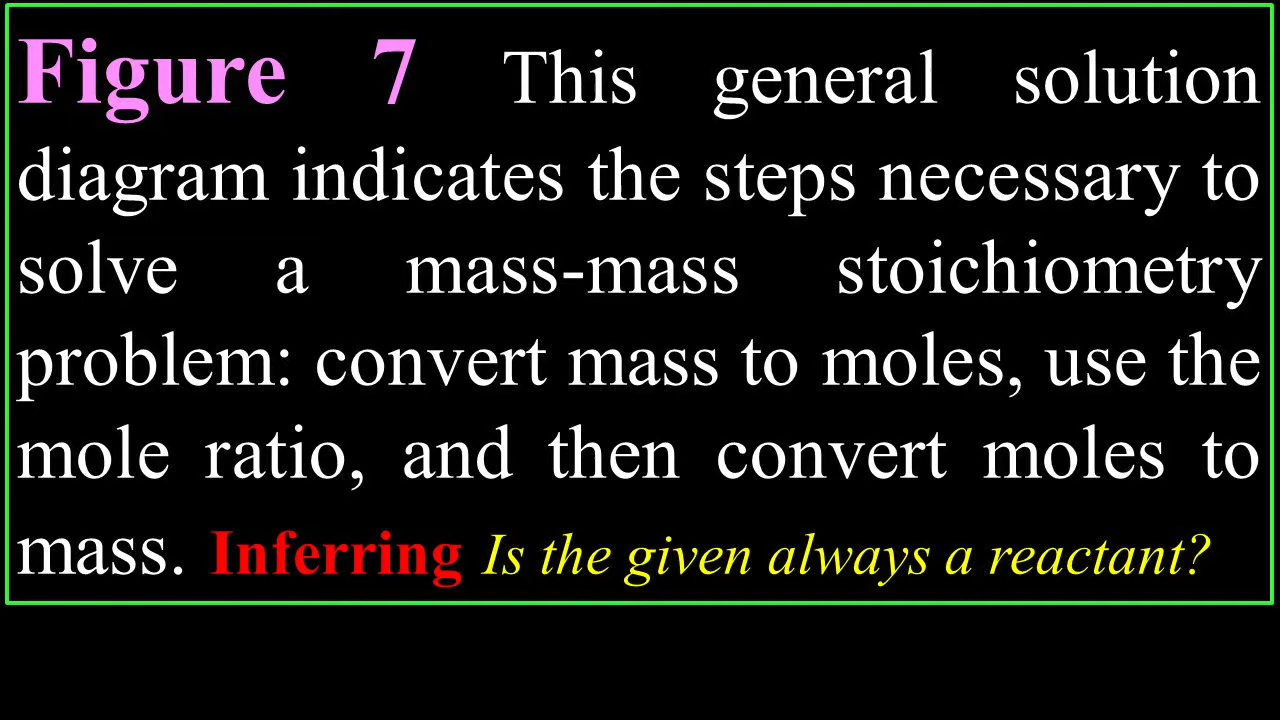 Figure 7 This general solution
diagram indicates the steps necessary to
solve a mass-mass stoichiometry
problem: convert mass to moles, use the
mole ratio, and then convert moles to
mass. Inferring Is the given always a reactant?